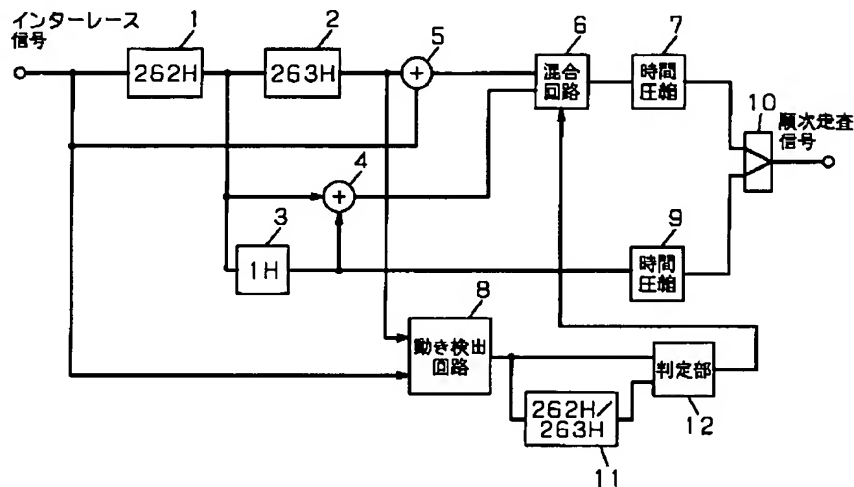 インターレース
信号
1
262H
2
263H
5
6
混合
回路
7
時間
圧縮
10
順次走査
信号
4
3
1H
9
時間
圧縮
8
動き検出
回路
判定部
12
262H/
263H
11